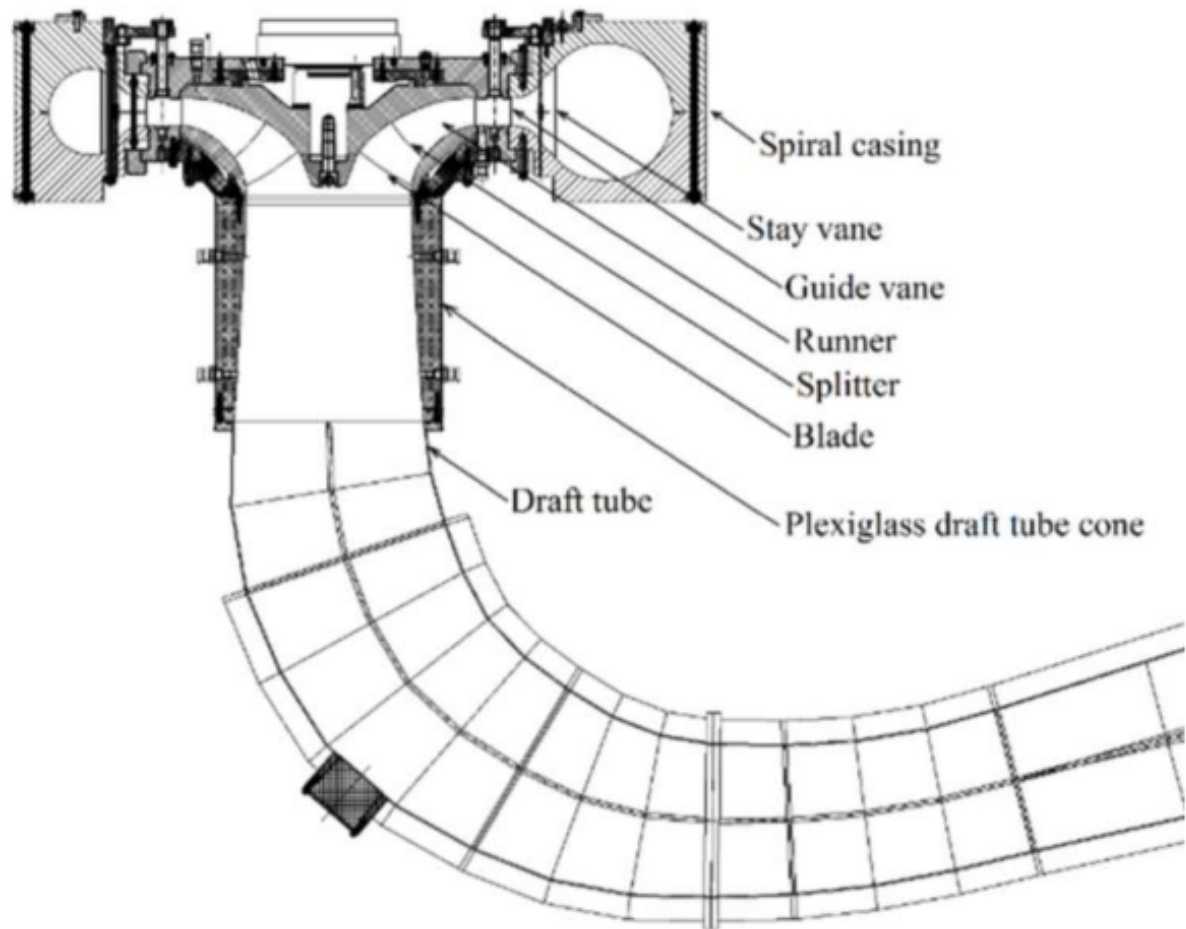 Spiral casing
Stay vane
Guide vane
Runner
Splitter
Blade
Draft tube
Plexiglass draft tube cone